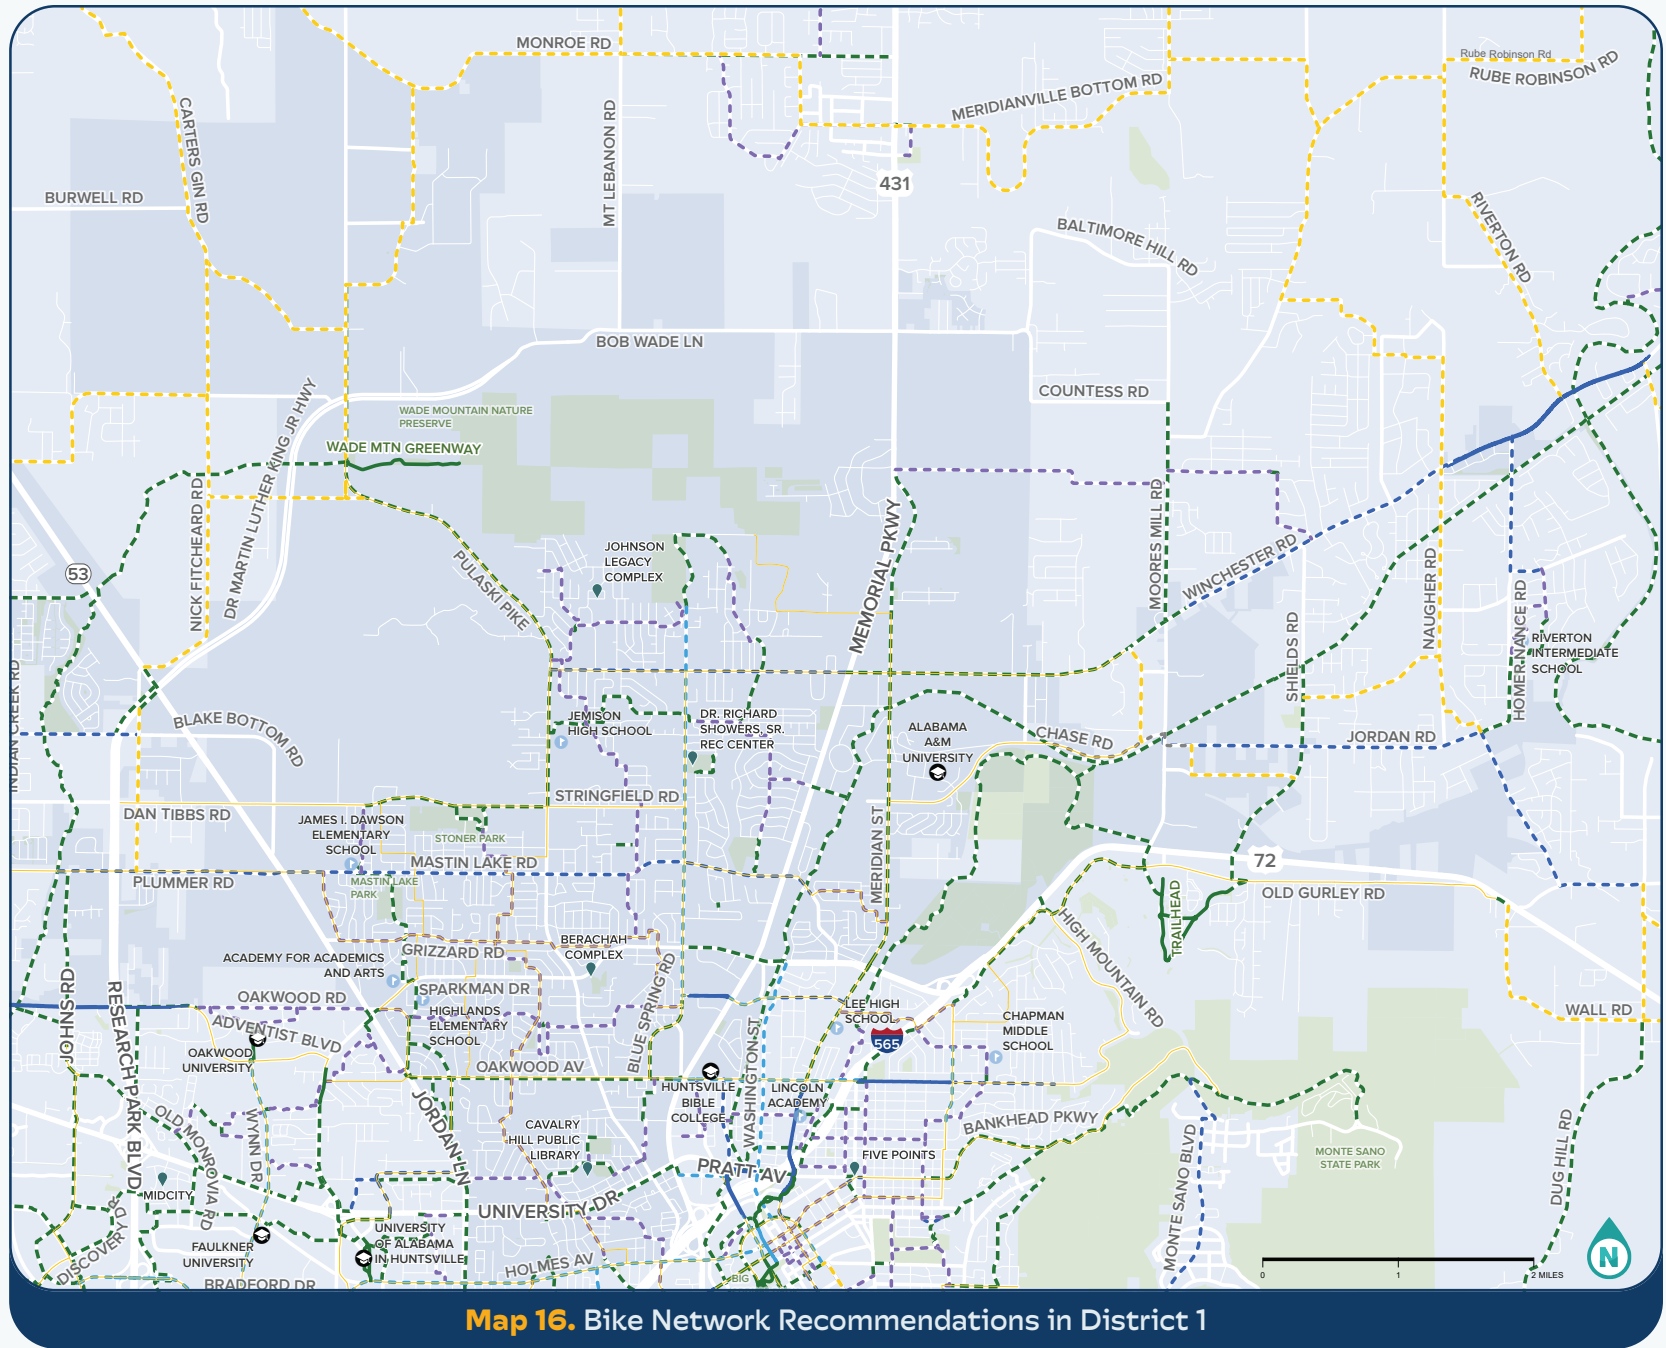 MONROE RD
Rube Robinson Rd
RUBE ROBINSON RD
MERIDIANVILLE BOTTOM RD
CARTERS GIN RD
MT LEBANON RD
431
BURWELL RD
RIVERTON RD
BALTIMORE HILL RD
BOB WADE LN
COUNTESS RD
DR MARTIN LUTHER KING JR HWY
WADE MOUNTAIN NATURE
PRESERVE
WADE MTN GREENWAY
NICK FITCHEARD RD
MEMORIAL PKWY
MOORES MILL RD
WINCHESTER RD
53
PULASKI PIKE
JOHNSON
LEGACY
COMPLEX
NAUGHER RD
HOMER NANCE RD
SHIELDS RD
RIVERTON
INTERMEDIATE
SCHOOL
INDIAN CREEK RD
BLAKE BOTTOM RD
JEMISON
HIGH SCHOOL
DR. RICHARD
SHOWERS, SR.
REC CENTER
ALABAMA
A&M
UNIVERSITY
CHASE RD
JORDAN RD
STRINGFIELD RD
DAN TIBBS RD
JAMES I. DAWSON
ELEMENTARY
SCHOOL
STONER PARK
MERIDIAN ST
MASTIN LAKE RD
72
PLUMMER RD
MASTIN LAKE
PARK
OLD GURLEY RD
TRAILHEAD
HIGH MOUNTAIN RD
BERACHAH
COMPLEX
GRIZZARD RD
ACADEMY FOR ACADEMICS
AND ARTS
SPARKMAN DR
OAKWOOD RD
JOHNS RD
RESEARCH PARK BLVD
BLUE SPRING RD
LEE HIGH
SCHOOL
WALL RD
HIGHLANDS
ELEMENTARY
SCHOOL
CHAPMAN
MIDDLE
SCHOOL
ADVENTIST BLVD
565
OAKWOOD
UNIVERSITY
OAKWOOD AV
WASHINGTON ST
HUNTSVILLE
BIBLE
COLLEGE
LINCOLN
ACADEMY
JORDAN LN
OLD MONROVIA RD
WYNN DR
CAVALRY
HILL PUBLIC
LIBRARY
BANKHEAD PKWY
FIVE POINTS
MONTE SANO BLVD
MONTE SANO
STATE PARK
DUG HILL RD
PRATT AV
MIDCITY
UNIVERSITY DR
DISCOVERY DR
FAULKNER
UNIVERSITY
UNIVERSITY
OF ALABAMA
IN HUNTSVILLE
HOLMES AV
BRADFORD DR
BIG
N
0
1
2 MILES
Map 16. Bike Network Recommendations in District 1